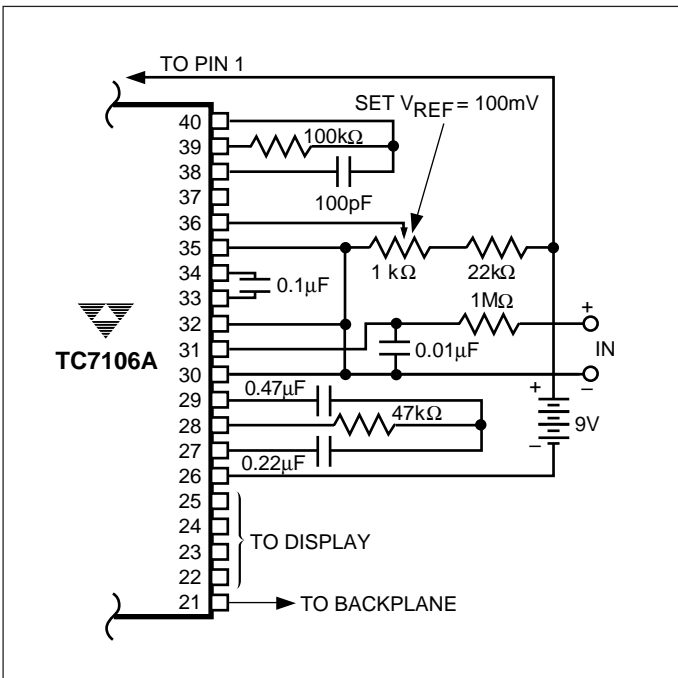 TO PIN 1
SET VREF = 100mV
40
39
100kΩ
38
100pF
37
36
35
1 kΩ
22kΩ
34
0.1µF
33
1MΩ
32
+
31
0.01µF
IN
TC7106A
30
–
29
0.47µF
+
28
47kΩ
9V
27
0.22µF
–
26
25
24
TO DISPLAY
23
22
21
TO BACKPLANE